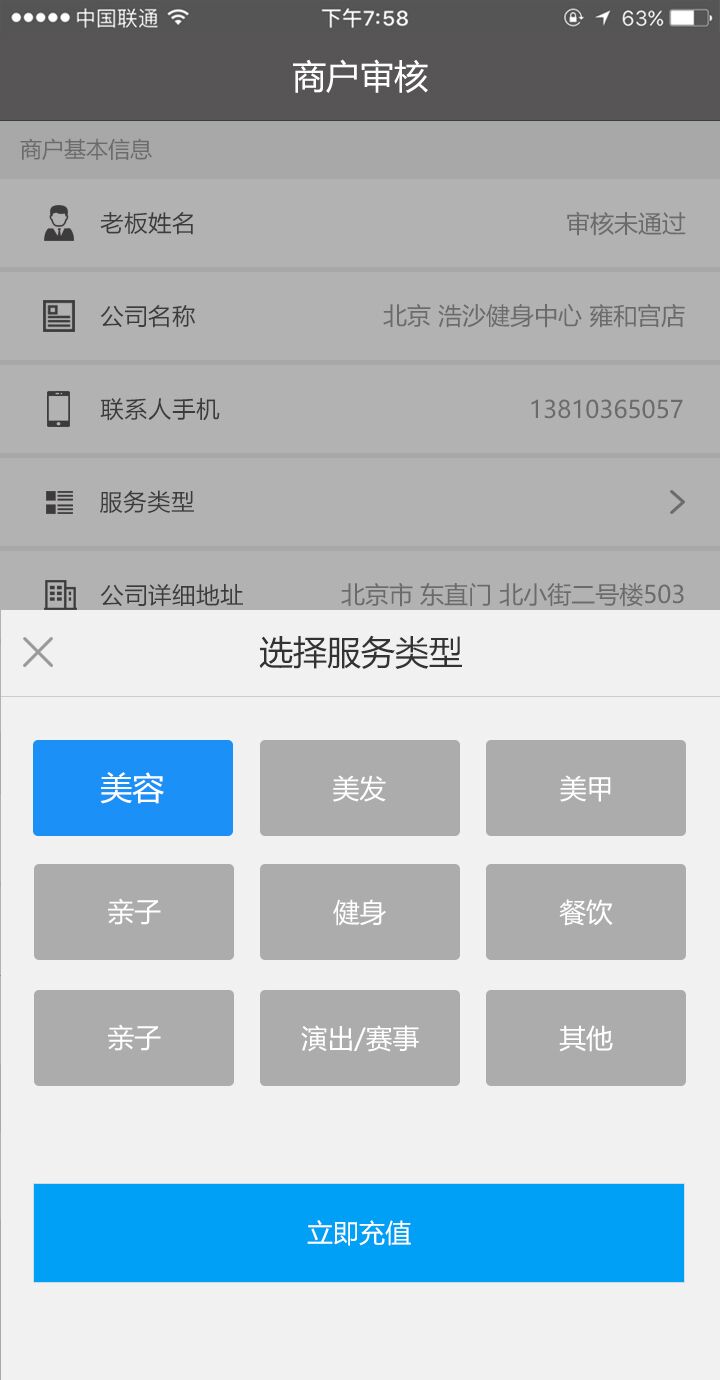 中国联通 下午7:58 63%
商户审核
商户基本信息
老板姓名 审核未通过
公司名称 北京 浩沙健身中心 雍和宫店
联系人手机 13810365057
服务类型
公司详细地址 北京市 东直门 北小街二号楼503
选择服务类型
美容 美发 美甲
亲子 健身 餐饮
亲子 演出/赛事 其他
立即充值